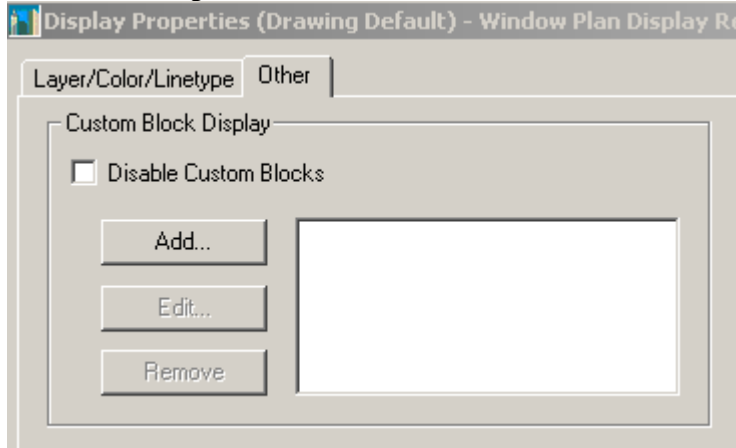 Display Properties (Drawing Default) - Window Plan Display
Layer/Color/Linetype Other
Custom Block Display
Disable Custom Blocks
Add...
Edit...
Remove